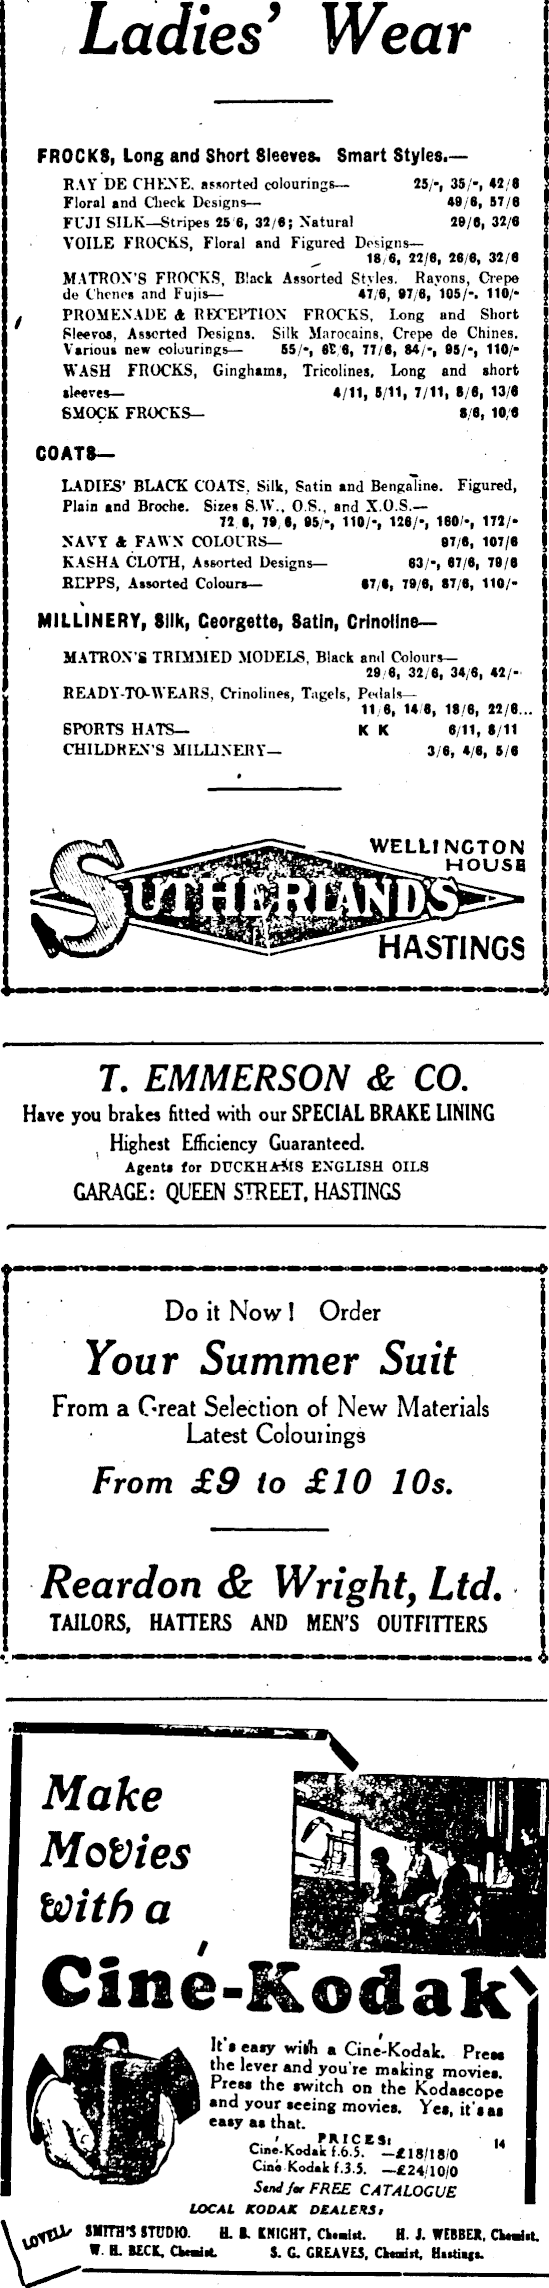 Ladies' Wear
FROCKS, Long and Short Sleeves. Smart Styles.—
RAY DE CHENE, assorted colourings— 25/-, 35/-, 42/6
Floral and Check Designs— 49/6, 57/6
FUJI SILK—Stripes 25 6, 32/6; Natural 29/6, 32/6
VOILE FROCKS, Floral and Figured Designs—
18/6, 22/6, 26/6, 32/6
MATRON'S FROCKS, Black Assorted Styles. Rayons, Crepe
de Chenes and Fujis— 47/6, 97/6, 105/-, 110/-
PROMENADE & RECEPTION FROCKS, Long and Short
Sleeves, Assorted Designs. Silk Marocains, Crepe de Chines.
Various new colourings— 55/-, 6/6, 77/6, 84/-, 95/-, 110/-
WASH FROCKS, Ginghams, Tricolines, Long and short
sleeves— 4/11, 5/11, 7/11, 8/6, 13/6
SMOCK FROCKS— 8/6, 10/6
COATS—
LADIES' BLACK COATS, Silk, Satin and Bengaline. Figured,
Plain and Broche. Sizes S.W., O.S., and X.O.S.—
72 6, 79/6, 95/-, 110/-, 126/-, 160/-, 172/-
NAVY & FAWN COLOURS— 97/6, 107/6
KASHA CLOTH, Assorted Designs— 63/-, 67/6, 79/6
REPPS, Assorted Colours— 67/6, 79/6, 87/6, 110/-
MILLINERY, Silk, Georgette, Satin, Crinoline—
MATRON'S TRIMMED MODELS, Black and Colours—
29/6, 32/6, 34/6, 42/-
READY-TO-WEARS, Crinolines, Tagels, Pedals—
11/6, 14/6, 18/6, 22/6...
SPORTS HATS— K K 6/11, 8/11
CHILDREN'S MILLINERY— 3/6, 4/6, 5/6
WELLINGTON
HOUSE
SUTHERLANDS
HASTINGS
T. EMMERSON & CO.
Have you brakes fitted with our SPECIAL BRAKE LINING
Highest Efficiency Guaranteed.
Agents for DUCKHAMS ENGLISH OILS
GARAGE: QUEEN STREET, HASTINGS
Do it Now! Order
Your Summer Suit
From a Great Selection of New Materials
Latest Colourings
From £9 to £10 10s.
Reardon & Wright, Ltd.
TAILORS, HATTERS AND MEN'S OUTFITTERS
Make
Movies
with a
Ciné-Kodak
It's easy with a Ciné-Kodak. Press
the lever and you're making movies.
Press the switch on the Kodascope
and your seeing movies. Yes, it's as
easy as that.
PRICES:
14
Ciné-Kodak f.6.5. —£18/18/0
Ciné Kodak f.3.5. —£24/10/0
Send for FREE CATALOGUE
LOCAL KODAK DEALERS:
LOVELL SMITH'S STUDIO. H. B. KNIGHT, Chemist. H. J. WEBBER, Chemist.
W. H. BECK, Chemist. S. G. GREAVES, Chemist, Hastings.